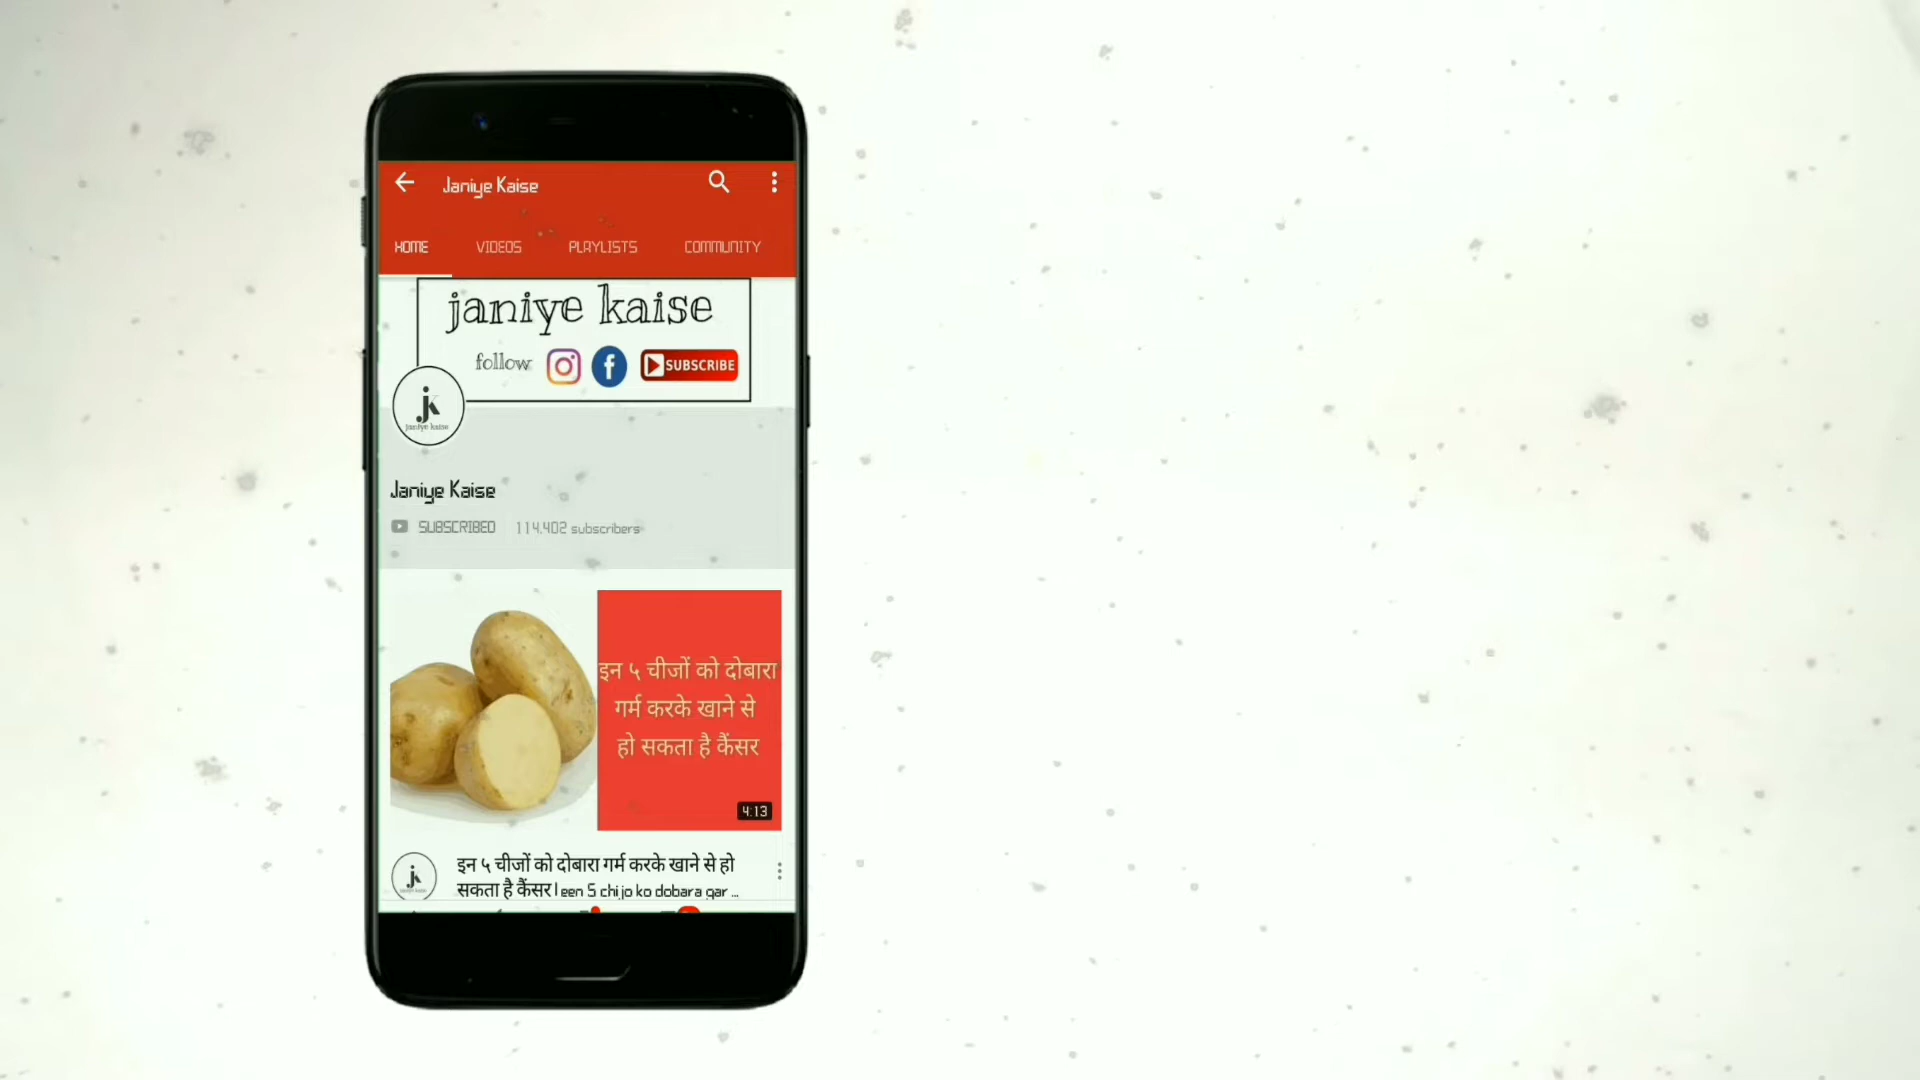 Janiye Kaise
HOME VIDEOS PLAYLISTS COMMUNITY
janiye kaise
follow SUBSCRIBE
jk
janiye kaise
Janiye Kaise
SUBSCRIBED 114,402 subscribers
इन ५ चीजों को दोबारा
गर्म करके खाने से
हो सकता है कैंसर
4:13
jk
इन ५ चीजों को दोबारा गर्म करके खाने से हो
सकता है कैंसर l een 5 chijo ko dobara gar ...